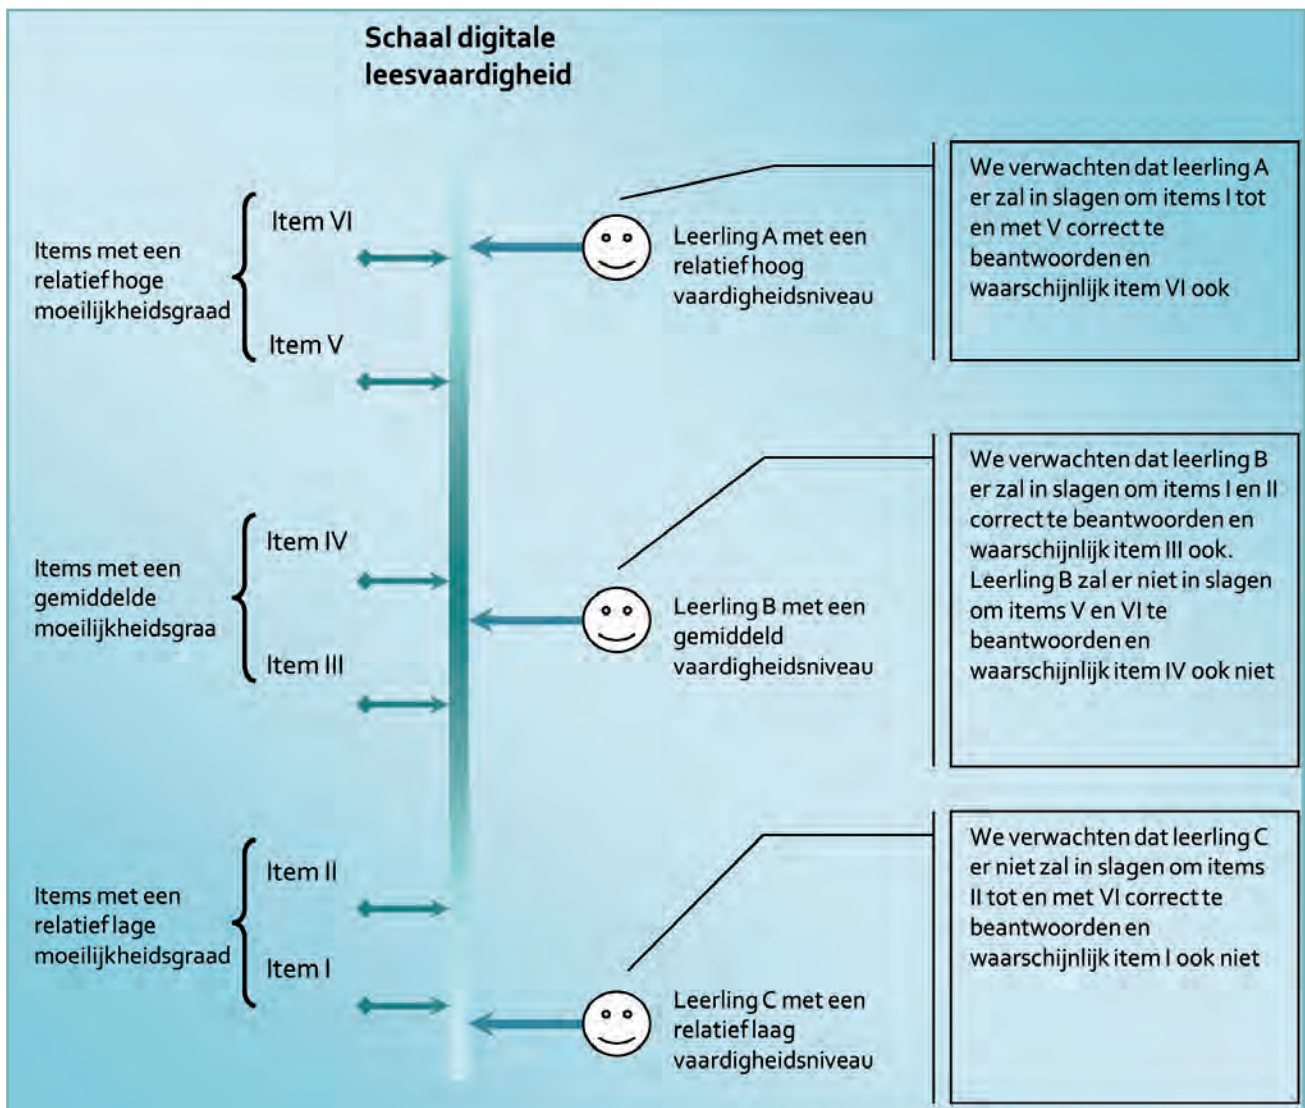 Schaal digitale
leesvaardigheid
Items met een
relatief hoge
moeilijkheidsgraad
Item VI
Item V
Leerling A met een
relatief hoog
vaardigheidsniveau
We verwachten dat leerling A
er zal in slagen om items I tot
en met V correct te
beantwoorden en
waarschijnlijk item VI ook
Items met een
gemiddelde
moeilijkheidsgraa
Item IV
Item III
Leerling B met een
gemiddeld
vaardigheidsniveau
We verwachten dat leerling B
er zal in slagen om items I en II
correct te beantwoorden en
waarschijnlijk item III ook.
Leerling B zal er niet in slagen
om items V en VI te
beantwoorden en
waarschijnlijk item IV ook niet
Items met een
relatief lage
moeilijkheidsgraad
Item II
Item I
Leerling C met een
relatief laag
vaardigheidsniveau
We verwachten dat leerling C
er niet zal in slagen om items
II tot en met VI correct te
beantwoorden en
waarschijnlijk item I ook niet